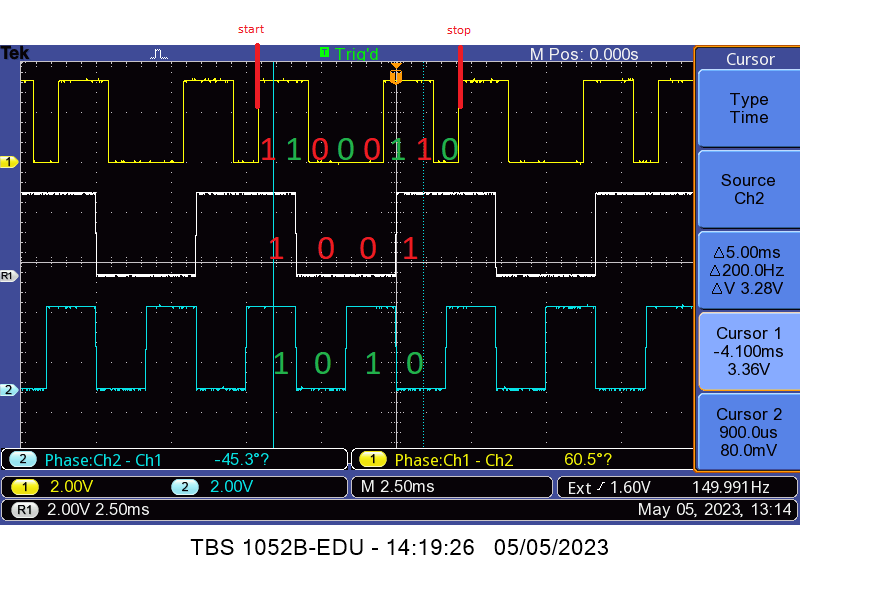 start
stop
Tek
T Trig'd
M Pos: 0.000s
Cursor
T
Type
Time
1 1 0 0 0 1 1 0
1
Source
Ch2
1 0 0 1
R1
△5.00ms
△200.0Hz
△V 3.28V
Cursor 1
-4.100ms
3.36V
1 0 1 0
2
Cursor 2
900.0us
80.0mV
2 Phase:Ch2 - Ch1 -45.3°?
1 Phase:Ch1 - Ch2 60.5°?
1 2.00V 2 2.00V M 2.50ms Ext 1.60V 149.991Hz
R1 2.00V 2.50ms May 05, 2023, 13:14
TBS 1052B-EDU - 14:19:26 05/05/2023